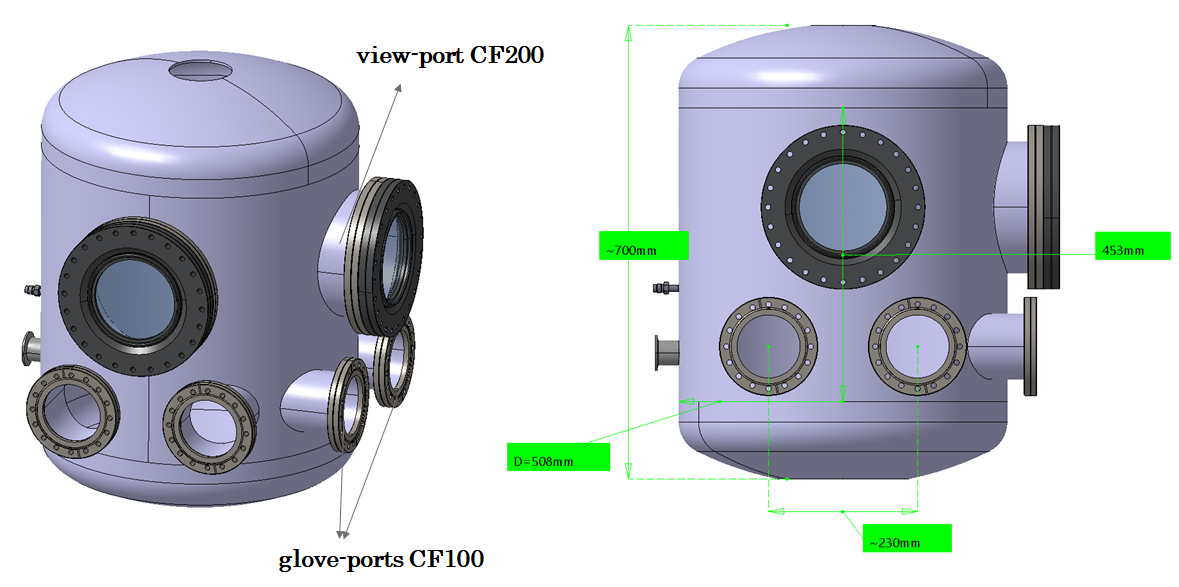 view-port CF200
~700mm
453mm
D=508mm
~230mm
glove-ports CF100